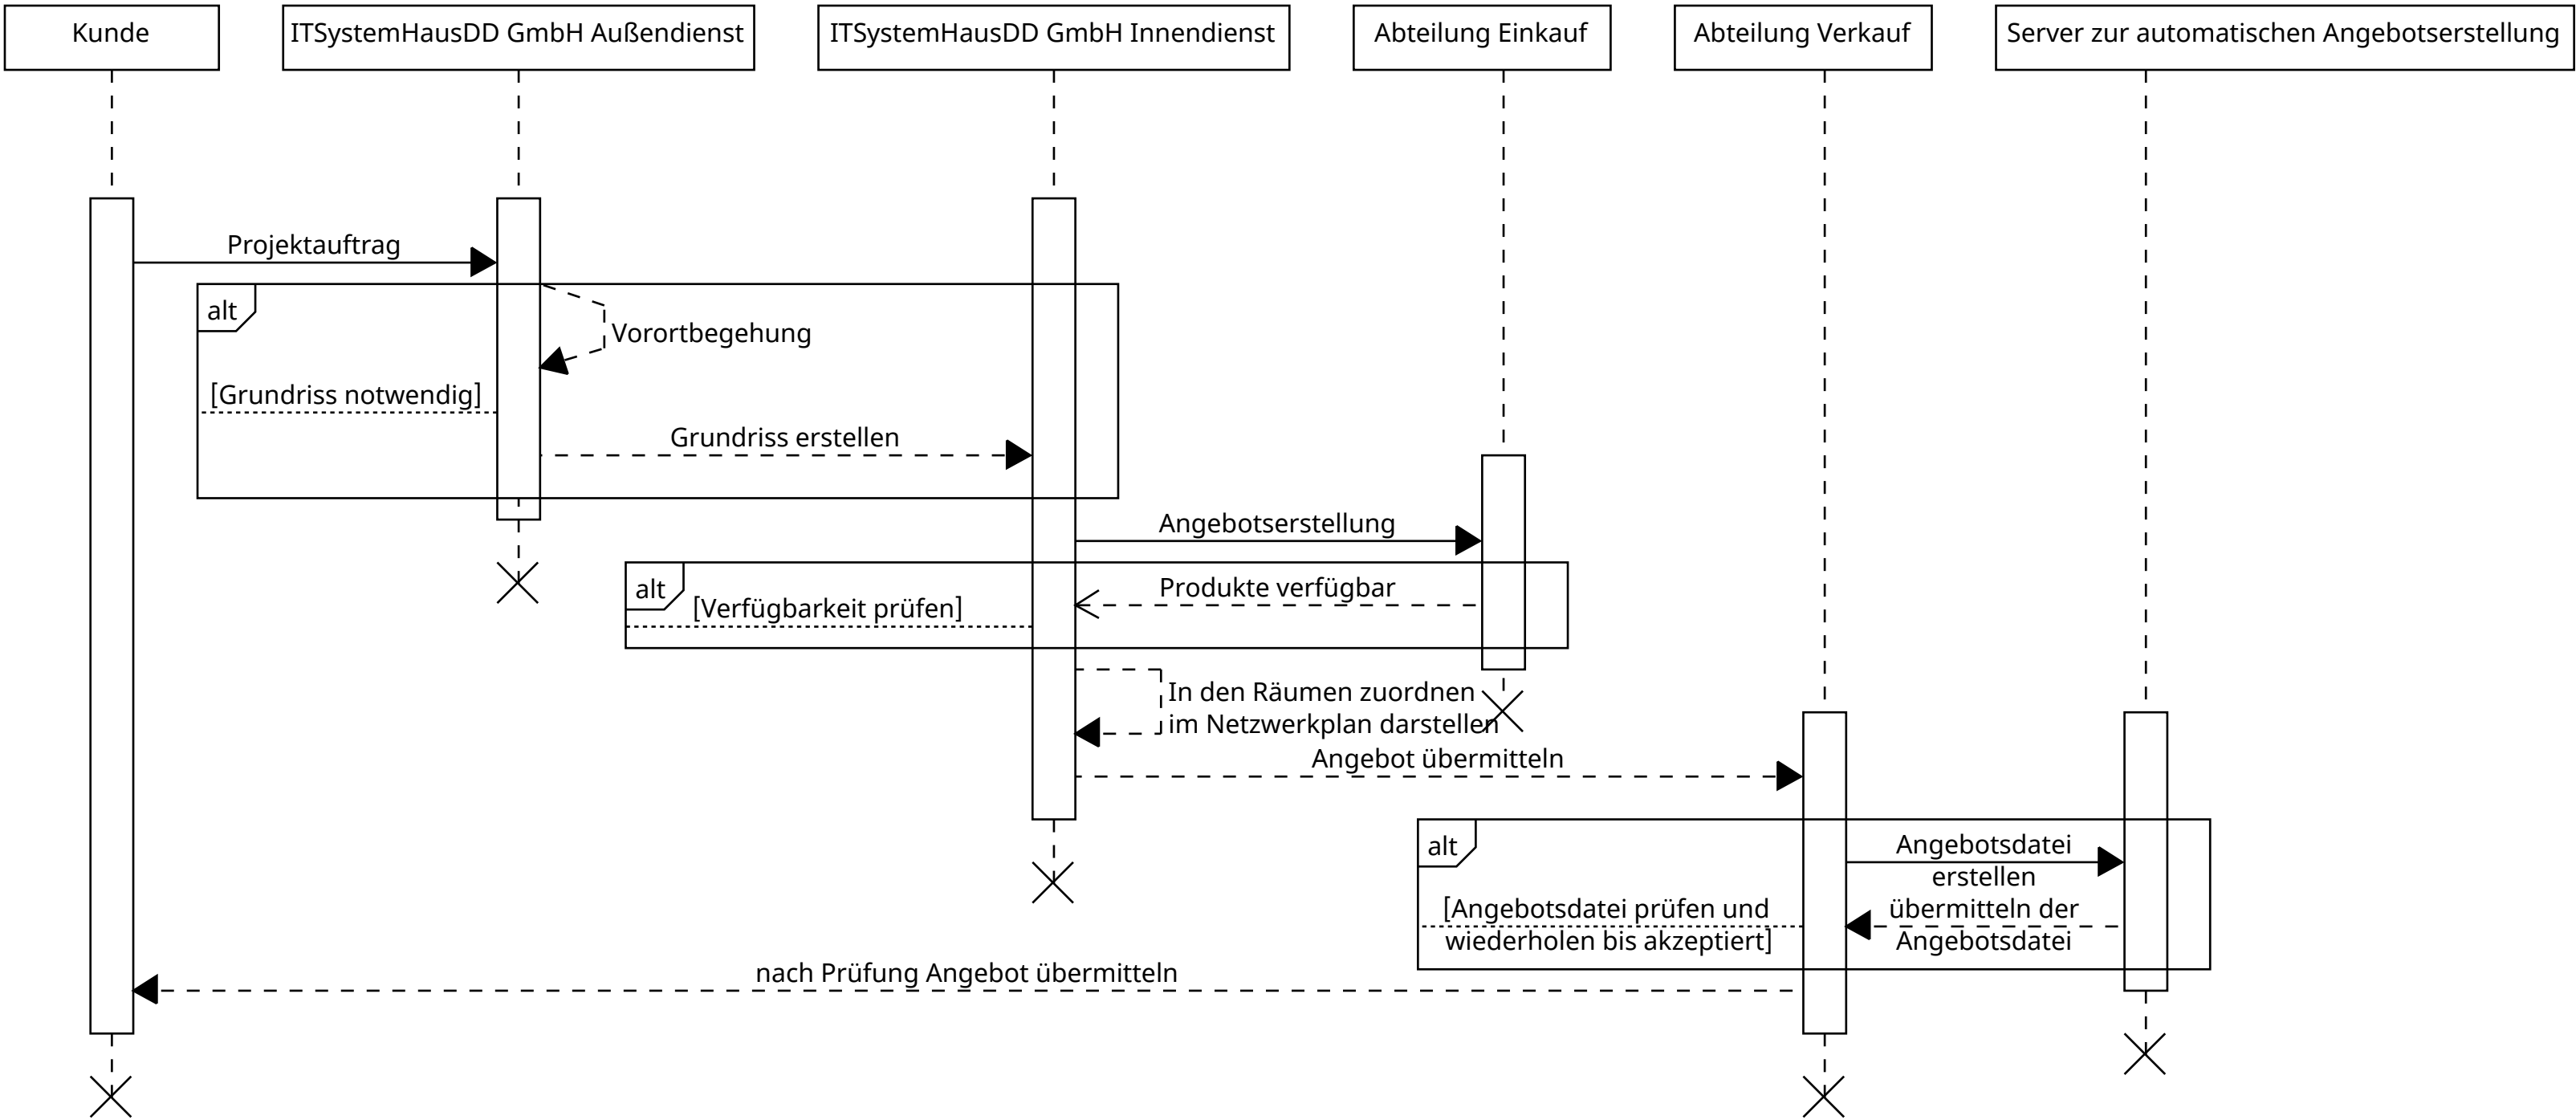 Kunde
ITSystemHausDD GmbH Außendienst
ITSystemHausDD GmbH Innendienst
Abteilung Einkauf
Abteilung Verkauf
Server zur automatischen Angebotserstellung
Projektauftrag
alt
Vorortbegehung
[Grundriss notwendig]
Grundriss erstellen
Angebotserstellung
alt
Produkte verfügbar
[Verfügbarkeit prüfen]
In den Räumen zuordnen
im Netzwerkplan darstellen
Angebot übermitteln
alt
Angebotsdatei
erstellen
[Angebotsdatei prüfen und
wiederholen bis akzeptiert]
übermitteln der
Angebotsdatei
nach Prüfung Angebot übermitteln